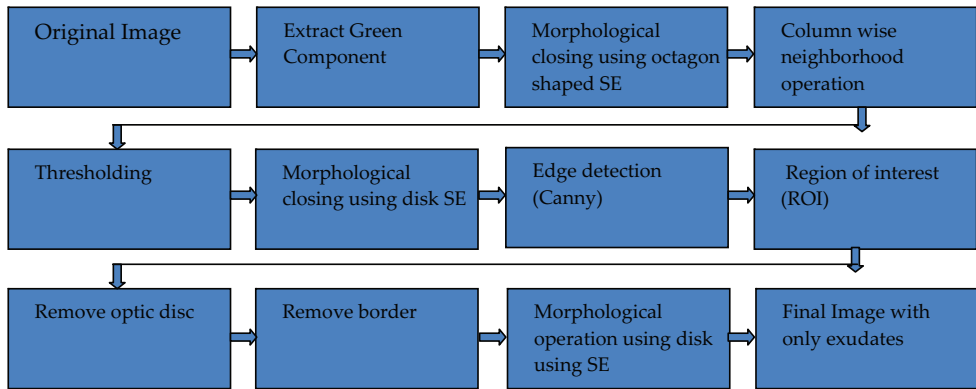 Original Image
Extract Green
Component
Morphological
closing using octagon
shaped SE
Column wise
neighborhood
operation
Thresholding
Morphological
closing using disk SE
Edge detection
(Canny)
Region of interest
(ROI)
Remove optic disc
Remove border
Morphological
operation using disk
using SE
Final Image with
only exudates